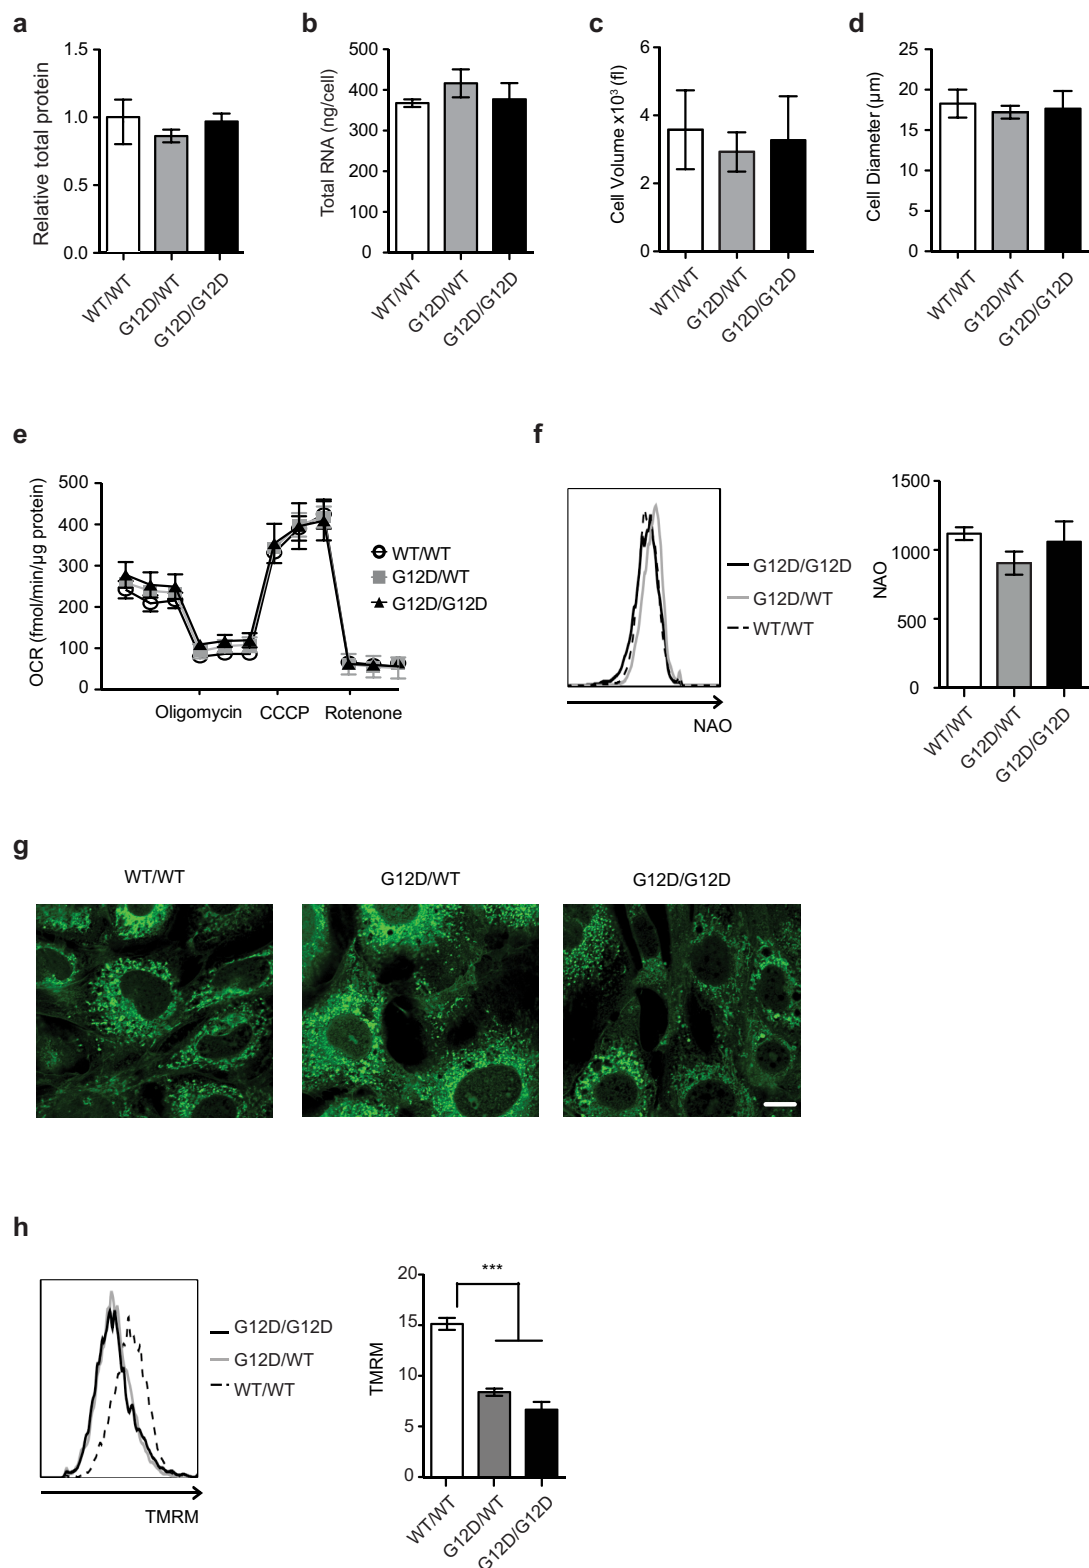 a
Relative total protein
1.5
1.0
0.5
0.0
WT/WT
G12D/WT
G12D/G12D
b
Total RNA (ng/cell)
500
400
300
200
100
0
WT/WT
G12D/WT
G12D/G12D
c
Cell Volume x10³ (fl)
6
4
2
0
WT/WT
G12D/WT
G12D/G12D
d
Cell Diameter (µm)
25
20
15
10
5
0
WT/WT
G12D/WT
G12D/G12D
e
OCR (fmol/min/µg protein)
500
400
300
200
100
0
Oligomycin
CCCP
Rotenone
WT/WT
G12D/WT
G12D/G12D
f
G12D/G12D
G12D/WT
WT/WT
NAO
NAO
1500
1000
500
0
WT/WT
G12D/WT
G12D/G12D
g
WT/WT
G12D/WT
G12D/G12D
h
G12D/G12D
G12D/WT
WT/WT
TMRM
TMRM
20
15
10
5
0
***
WT/WT
G12D/WT
G12D/G12D